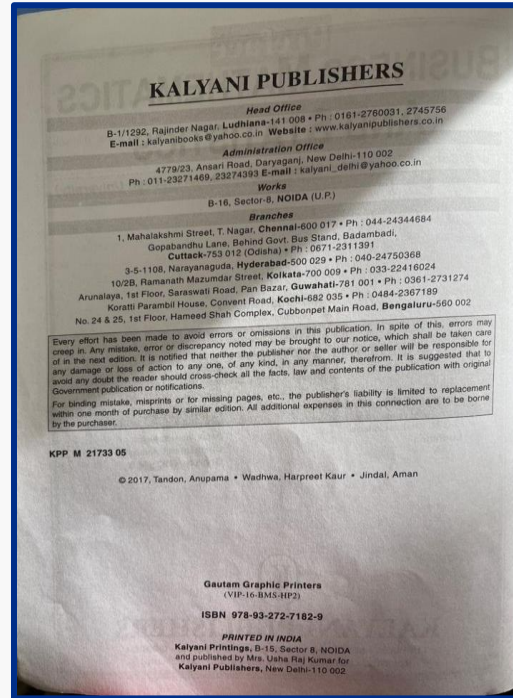 KALYANI PUBLISHERS
Head Office
B-1/1292, Rajinder Nagar, Ludhiana-141 008 • Ph : 0161-2760031, 2745756
E-mail : kalyanibooks@yahoo.co.in Website : www.kalyanipublishers.co.in
Administration Office
4779/23, Ansari Road, Daryaganj, New Delhi-110 002
Ph : 011-23271469, 23274393 E-mail : kalyani_delhi@yahoo.co.in
Works
B-16, Sector-8, NOIDA (U.P.)
Branches
1, Mahalakshmi Street, T. Nagar, Chennai-600 017 • Ph : 044-24344684
Gopabandhu Lane, Behind Govt. Bus Stand, Badambadi,
Cuttack-753 012 (Odisha) • Ph : 0671-2311391
3-5-1108, Narayanaguda, Hyderabad-500 029 • Ph : 040-24750368
10/2B, Ramanath Mazumdar Street, Kolkata-700 009 • Ph : 033-22416024
Arunalaya, 1st Floor, Saraswati Road, Pan Bazar, Guwahati-781 001 • Ph : 0361-2731274
Koratti Parambil House, Convent Road, Kochi-682 035 • Ph : 0484-2367189
No. 24 & 25, 1st Floor, Hameed Shah Complex, Cubbonpet Main Road, Bengaluru-560 002
Every effort has been made to avoid errors or omissions in this publication. In spite of this, errors may
creep in. Any mistake, error or discrepancy noted may be brought to our notice, which shall be taken care
of in the next edition. It is notified that neither the publisher nor the author or seller will be responsible for
any damage or loss of action to any one, of any kind, in any manner, therefrom. It is suggested that to
avoid any doubt the reader should cross-check all the facts, law and contents of the publication with original
Government publication or notifications.
For binding mistake, misprints or for missing pages, etc., the publisher's liability is limited to replacement
within one month of purchase by similar edition. All additional expenses in this connection are to be borne
by the purchaser.
KPP M 21733 05
© 2017, Tandon, Anupama • Wadhwa, Harpreet Kaur • Jindal, Aman
Gautam Graphic Printers
(VIP-16-BMS-HP2)
ISBN 978-93-272-7182-9
PRINTED IN INDIA
Kalyani Printings, B-15, Sector 8, NOIDA
and published by Mrs. Usha Raj Kumar for
Kalyani Publishers, New Delhi-110 002